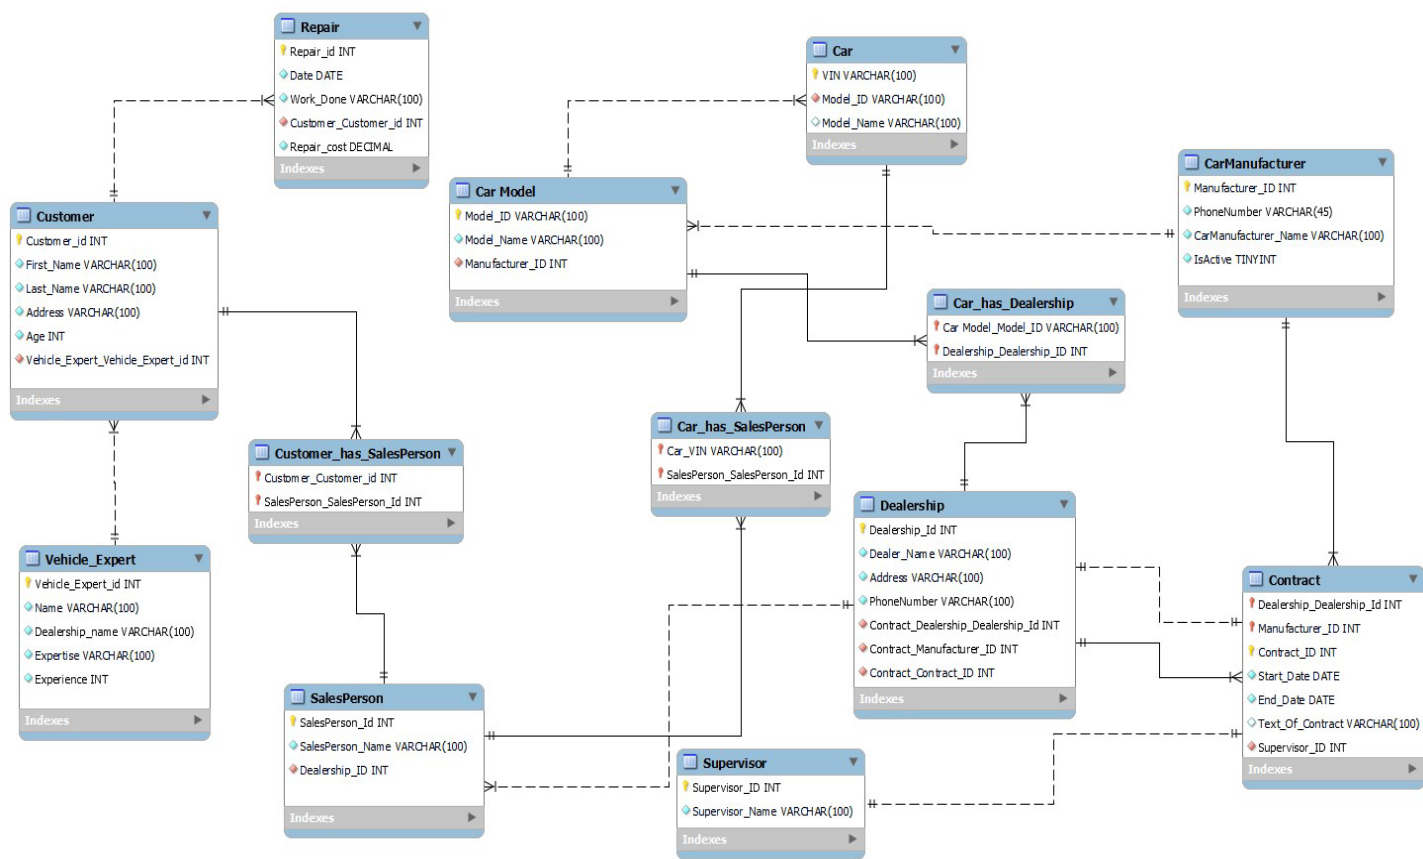 Repair
Repair_id INT
Date DATE
Work_Done VARCHAR(100)
Customer_Customer_id INT
Repair_cost DECIMAL
Indexes
Car
VIN VARCHAR(100)
Model_ID VARCHAR(100)
Model_Name VARCHAR(100)
Indexes
CarManufacturer
Manufacturer_ID INT
PhoneNumber VARCHAR(45)
CarManufacturer_Name VARCHAR(100)
IsActive TINYINT
Indexes
Car Model
Model_ID VARCHAR(100)
Model_Name VARCHAR(100)
Manufacturer_ID INT
Indexes
Customer
Customer_id INT
First_Name VARCHAR(100)
Last_Name VARCHAR(100)
Address VARCHAR(100)
Age INT
Vehicle_Expert_Vehicle_Expert_id INT
Indexes
Car_has_Dealership
Car Model_Model_ID VARCHAR(100)
Dealership_Dealership_ID INT
Indexes
Customer_has_SalesPerson
Customer_Customer_id INT
SalesPerson_SalesPerson_Id INT
Indexes
Car_has_SalesPerson
Car_VIN VARCHAR(100)
SalesPerson_SalesPerson_Id INT
Indexes
Dealership
Dealership_Id INT
Dealer_Name VARCHAR(100)
Address VARCHAR(100)
PhoneNumber VARCHAR(100)
Contract_Dealership_Dealership_Id INT
Contract_Manufacturer_ID INT
Contract_Contract_ID INT
Indexes
Vehicle_Expert
Vehicle_Expert_id INT
Name VARCHAR(100)
Dealership_name VARCHAR(100)
Expertise VARCHAR(100)
Experience INT
Indexes
Contract
Dealership_Dealership_Id INT
Manufacturer_ID INT
Contract_ID INT
Start_Date DATE
End_Date DATE
Text_Of_Contract VARCHAR(100)
Supervisor_ID INT
Indexes
SalesPerson
SalesPerson_Id INT
SalesPerson_Name VARCHAR(100)
Dealership_ID INT
Indexes
Supervisor
Supervisor_ID INT
Supervisor_Name VARCHAR(100)
Indexes